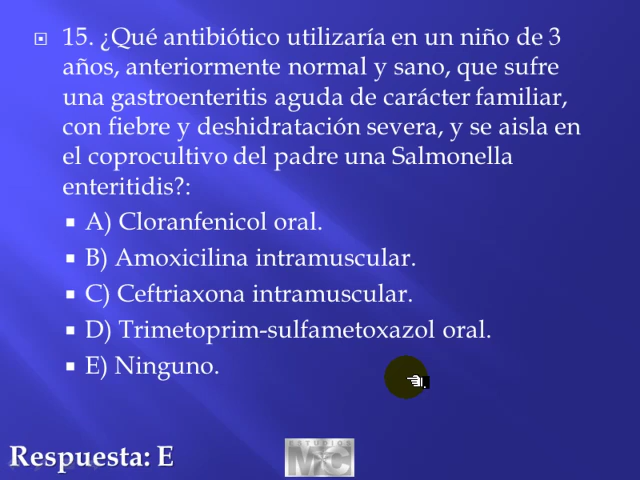 15. ¿Qué antibiótico utilizaría en un niño de 3
años, anteriormente normal y sano, que sufre
una gastroenteritis aguda de carácter familiar,
con fiebre y deshidratación severa, y se aisla en
el coprocultivo del padre una Salmonella
enteritidis?:
A) Cloranfenicol oral.
B) Amoxicilina intramuscular.
C) Ceftriaxona intramuscular.
D) Trimetoprim-sulfametoxazol oral.
E) Ninguno.
Respuesta: E
ESTUDIOS
MC